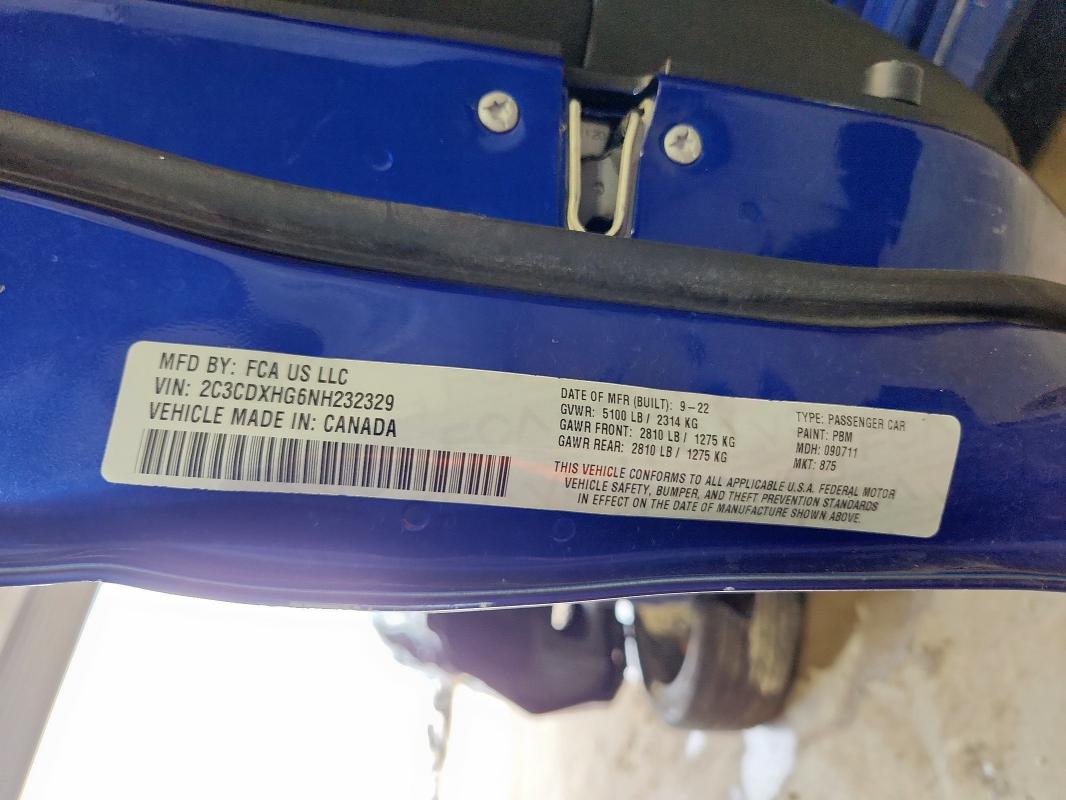 MFD BY: FCA US LLC
VIN: 2C3CDXHG6NH232329
VEHICLE MADE IN: CANADA
DATE OF MFR (BUILT): 9-22
GVWR: 5100 LB / 2314 KG
GAWR FRONT: 2810 LB / 1275 KG
GAWR REAR: 2810 LB / 1275 KG
TYPE: PASSENGER CAR
PAINT: PBM
MDH: 090711
MKT: 875
THIS VEHICLE CONFORMS TO ALL APPLICABLE U.S.A. FEDERAL MOTOR
VEHICLE SAFETY, BUMPER, AND THEFT PREVENTION STANDARDS
IN EFFECT ON THE DATE OF MANUFACTURE SHOWN ABOVE.